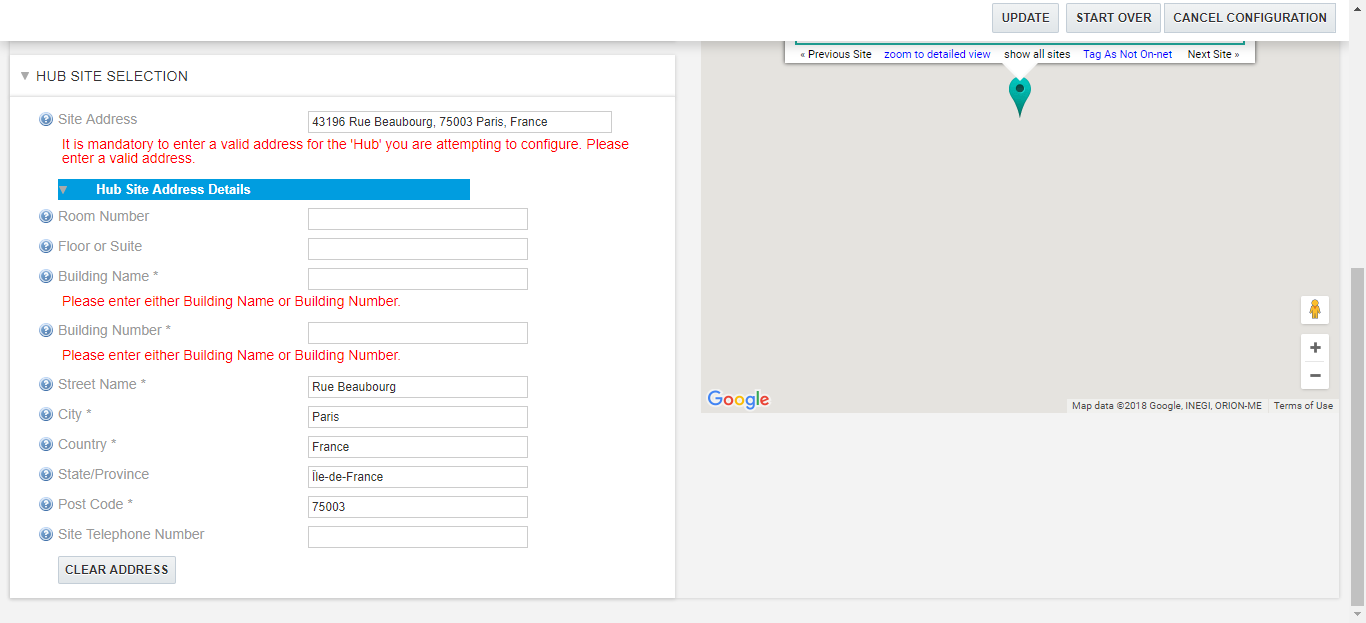 UPDATE
START OVER
CANCEL CONFIGURATION
« Previous Site
zoom to detailed view
show all sites
Tag As Not On-net
Next Site »
HUB SITE SELECTION
Site Address
43196 Rue Beaubourg, 75003 Paris, France
It is mandatory to enter a valid address for the 'Hub' you are attempting to configure. Please
enter a valid address.
Hub Site Address Details
Room Number
Floor or Suite
Building Name *
Please enter either Building Name or Building Number.
Building Number *
Please enter either Building Name or Building Number.
Street Name *
Rue Beaubourg
City *
Paris
Country *
France
State/Province
Île-de-France
Post Code *
75003
Site Telephone Number
CLEAR ADDRESS
Google
Map data ©2018 Google, INEGI, ORION-ME
Terms of Use